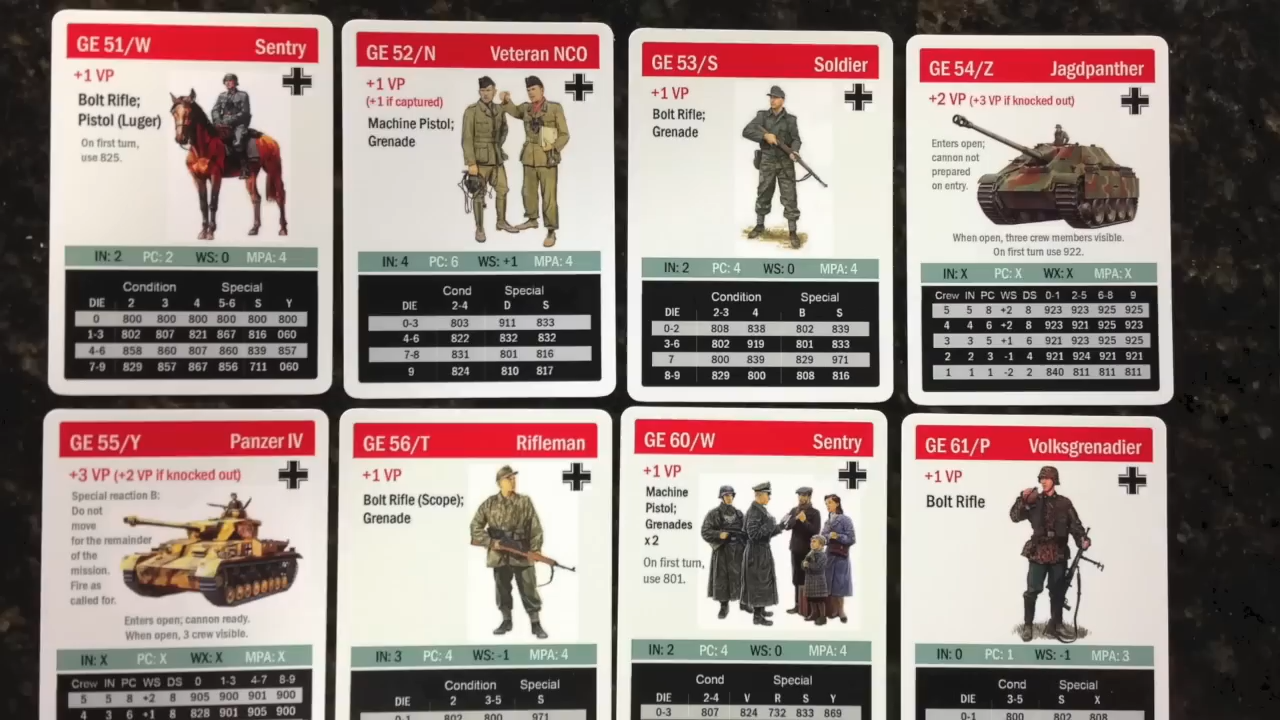 GE 51/W Sentry
+1 VP
Bolt Rifle;
Pistol (Luger)
On first turn,
use 825.
IN: 2 PC: 2 WS: 0 MPA: 4
Condition Special
DIE 2 3 4 5-6 S Y
0 800 800 800 800 800 800
1-3 802 807 821 867 816 060
4-6 858 860 807 860 839 857
7-9 829 857 867 856 711 060
GE 52/N Veteran NCO
+1 VP
(+1 if captured)
Machine Pistol;
Grenade
IN: 4 PC: 6 WS: +1 MPA: 4
Cond Special
DIE 2-4 D S
0-3 803 911 833
4-6 822 832 832
7-8 831 801 816
9 824 810 817
GE 53/S Soldier
+1 VP
Bolt Rifle;
Grenade
IN: 2 PC: 4 WS: 0 MPA: 4
Condition Special
DIE 2-3 4 B S
0-2 808 838 802 839
3-6 802 919 801 833
7 800 839 829 971
8-9 829 800 808 816
GE 54/Z Jagdpanther
+2 VP (+3 VP if knocked out)
Enters open;
cannon not
prepared
on entry.
When open, three crew members visible.
On first turn use 922.
IN: X PC: X WX: X MPA: X
Crew IN PC WS DS 0-1 2-5 6-8 9
5 5 8 +2 8 923 923 925 925
4 4 6 +2 8 923 921 925 923
3 3 5 +1 6 921 923 925 925
2 2 3 -1 4 921 924 921 921
1 1 1 -2 2 840 811 811 811
GE 55/Y Panzer IV
+3 VP (+2 VP if knocked out)
Special reaction B:
Do not
move
for the remainder
of the
mission.
Fire as
called for.
Enters open; cannon ready.
When open, 3 crew visible.
IN: X PC: X WX: X MPA: X
Crew IN PC WS DS 0 1-3 4-7 8-9
5 5 8 +2 8 905 900 901 900
4 3 6 +1 8 828 901 905 900
GE 56/T Rifleman
+1 VP
Bolt Rifle (Scope);
Grenade
IN: 3 PC: 4 WS: -1 MPA: 4
Condition Special
DIE 2 3-5 S
0-1 802 800 971
GE 60/W Sentry
+1 VP
Machine
Pistol;
Grenades
x 2
On first turn,
use 801.
IN: 2 PC: 4 WS: 0 MPA: 4
Cond Special
DIE 2-4 V R S Y
0-3 807 824 732 833 869
GE 61/P Volksgrenadier
+1 VP
Bolt Rifle
IN: 0 PC: 1 WS: -1 MPA: 3
Cond Special
DIE 3-5 S X
0-1 800 802 808